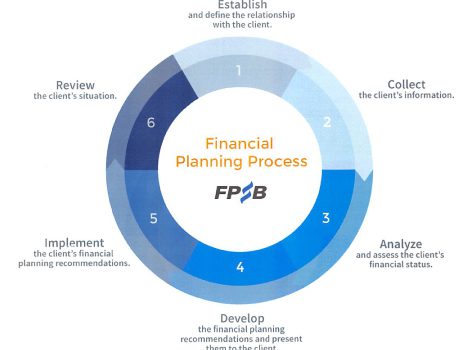 Establish
and define the relationship
with the client.
1
Collect
the client's information.
2
Analyze
and assess the client's
financial status.
3
Develop
the financial planning
recommendations and present
them to the client
4
Implement
the client's financial
planning recommendations.
5
Review
the client's situation.
6
Financial
Planning Process
FPSB